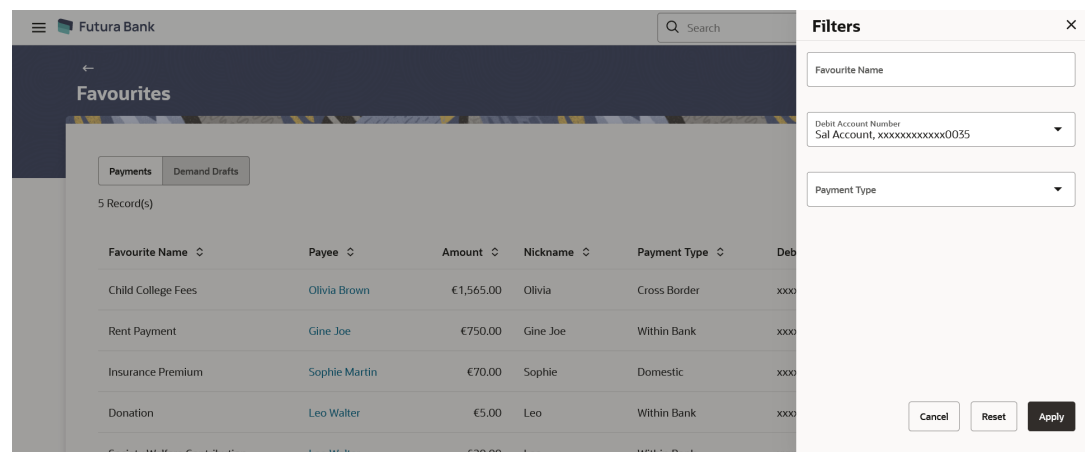 Futura Bank
Search
Filters
Favourites
Favourite Name
Debit Account Number
Sal Account, xxxxxxxxxxxx0035
Payment Type
Payments Demand Drafts
5 Record(s)
Favourite Name Payee Amount Nickname Payment Type Deb
Child College Fees Olivia Brown €1,565.00 Olivia Cross Border xxxx
Rent Payment Gine Joe €750.00 Gine Joe Within Bank xxxx
Insurance Premium Sophie Martin €70.00 Sophie Domestic xxxx
Donation Leo Walter €5.00 Leo Within Bank xxxx
Cancel Reset Apply